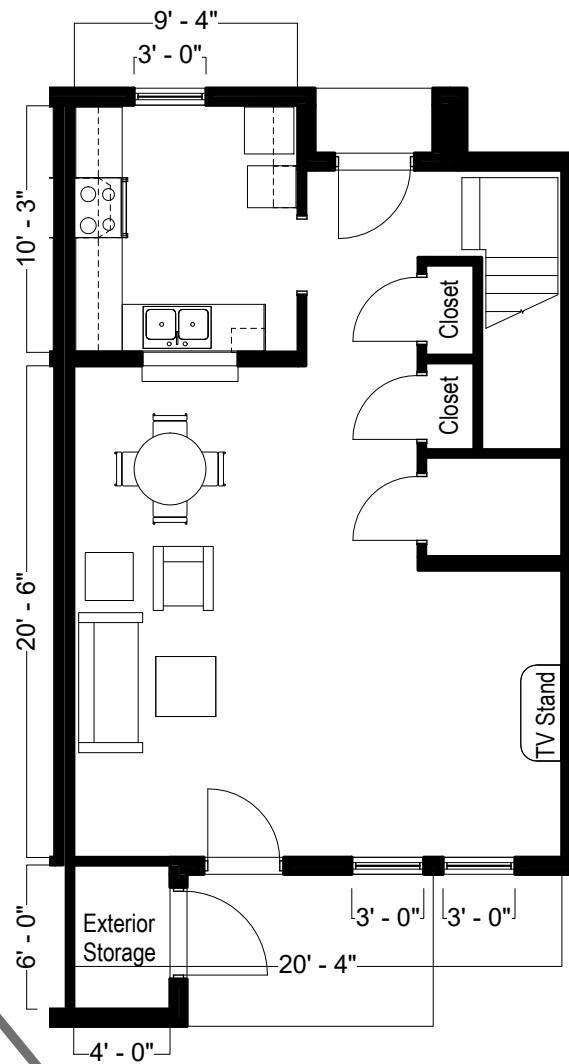 9' - 4"
3' - 0"
10' - 3"
Closet
Closet
20' - 6"
TV Stand
6' - 0"
Exterior
Storage
3' - 0"
3' - 0"
20' - 4"
4' - 0"